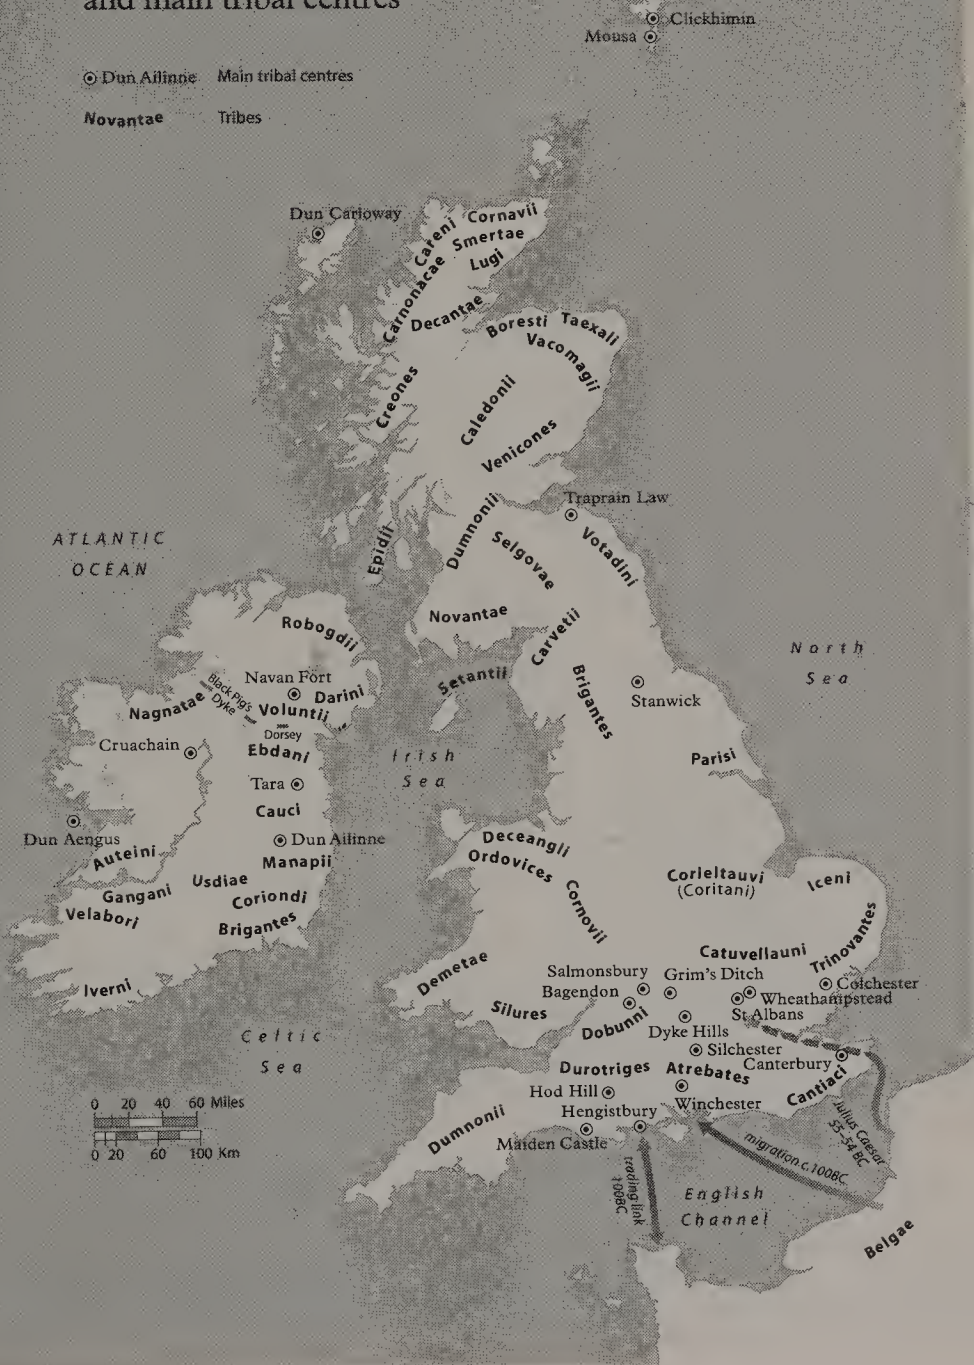 and main tribal centres
Clickhimin
Mousa
Dun Ailinne Main tribal centres
Novantae Tribes
Dun Carloway
Cornavii
Careni
Smertae
Lugi
Carnonacae
Decantae
Boresti
Taexali
Vacomagii
Creones
Caledonii
Venicones
Traprain Law
ATLANTIC
OCEAN
Epidii
Dumnonii
Selgovae
Votadini
Novantae
Carvetii
Robogdii
North
Sea
Setantii
Brigantes
Stanwick
Navan Fort
Black Pig's
Dyke
Darini
Nagnatae
Voluntii
Dorsey
Cruachain
Ebdani
Irish
Sea
Parisi
Tara
Cauci
Dun Aengus
Dun Ailinne
Auteini
Manapii
Deceangli
Ordovices
Usdiae
Gangani
Coriondi
Velabori
Brigantes
Cornovii
Corieltauvi
(Coritani)
Iceni
Trinovantes
Catuvellauni
Demetae
Salmonsbury
Grim's Ditch
Colchester
Bagendon
Wheathampstead
Iverni
Silures
Dobunni
St Albans
Dyke Hills
Celtic
Sea
Silchester
Canterbury
Durotriges
Atrebates
Cantiaci
Hod Hill
Winchester
Hengistbury
Maiden Castle
Dumnonii
0 20 40 60 Miles
0 20 60 100 Km
Julius Caesar
55–54 BC
migration c.100BC
trading link
100BC
English
Channel
Belgae